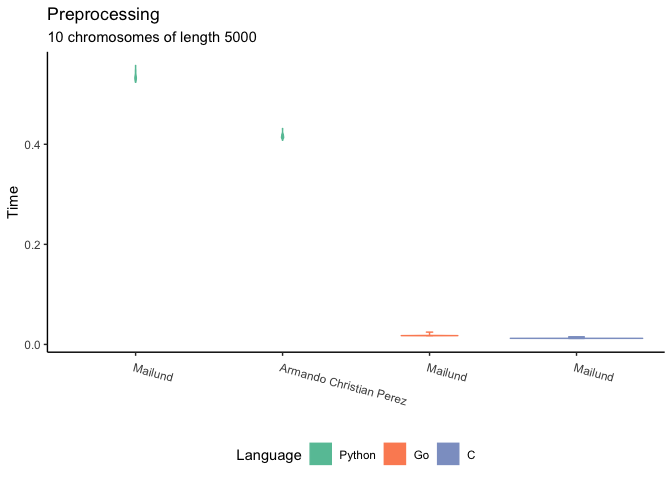 Preprocessing
10 chromosomes of length 5000
Time
0.4
0.2
0.0
Mailund
Armando Christian Perez
Mailund
Mailund
Language Python Go C